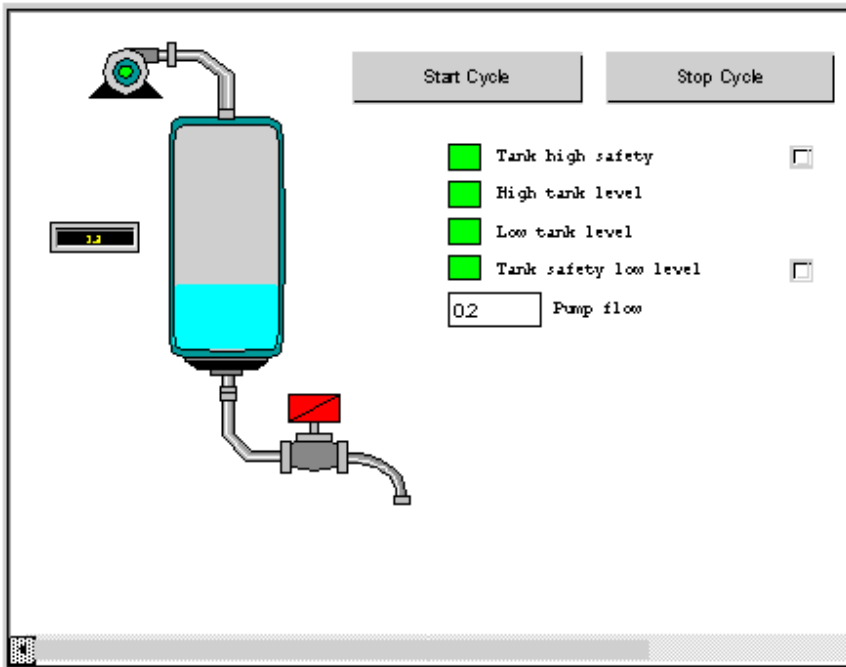 Start Cycle
Stop Cycle
Tank high safety
High tank level
Low tank level
Tank safety low level
0.2 Pump flow